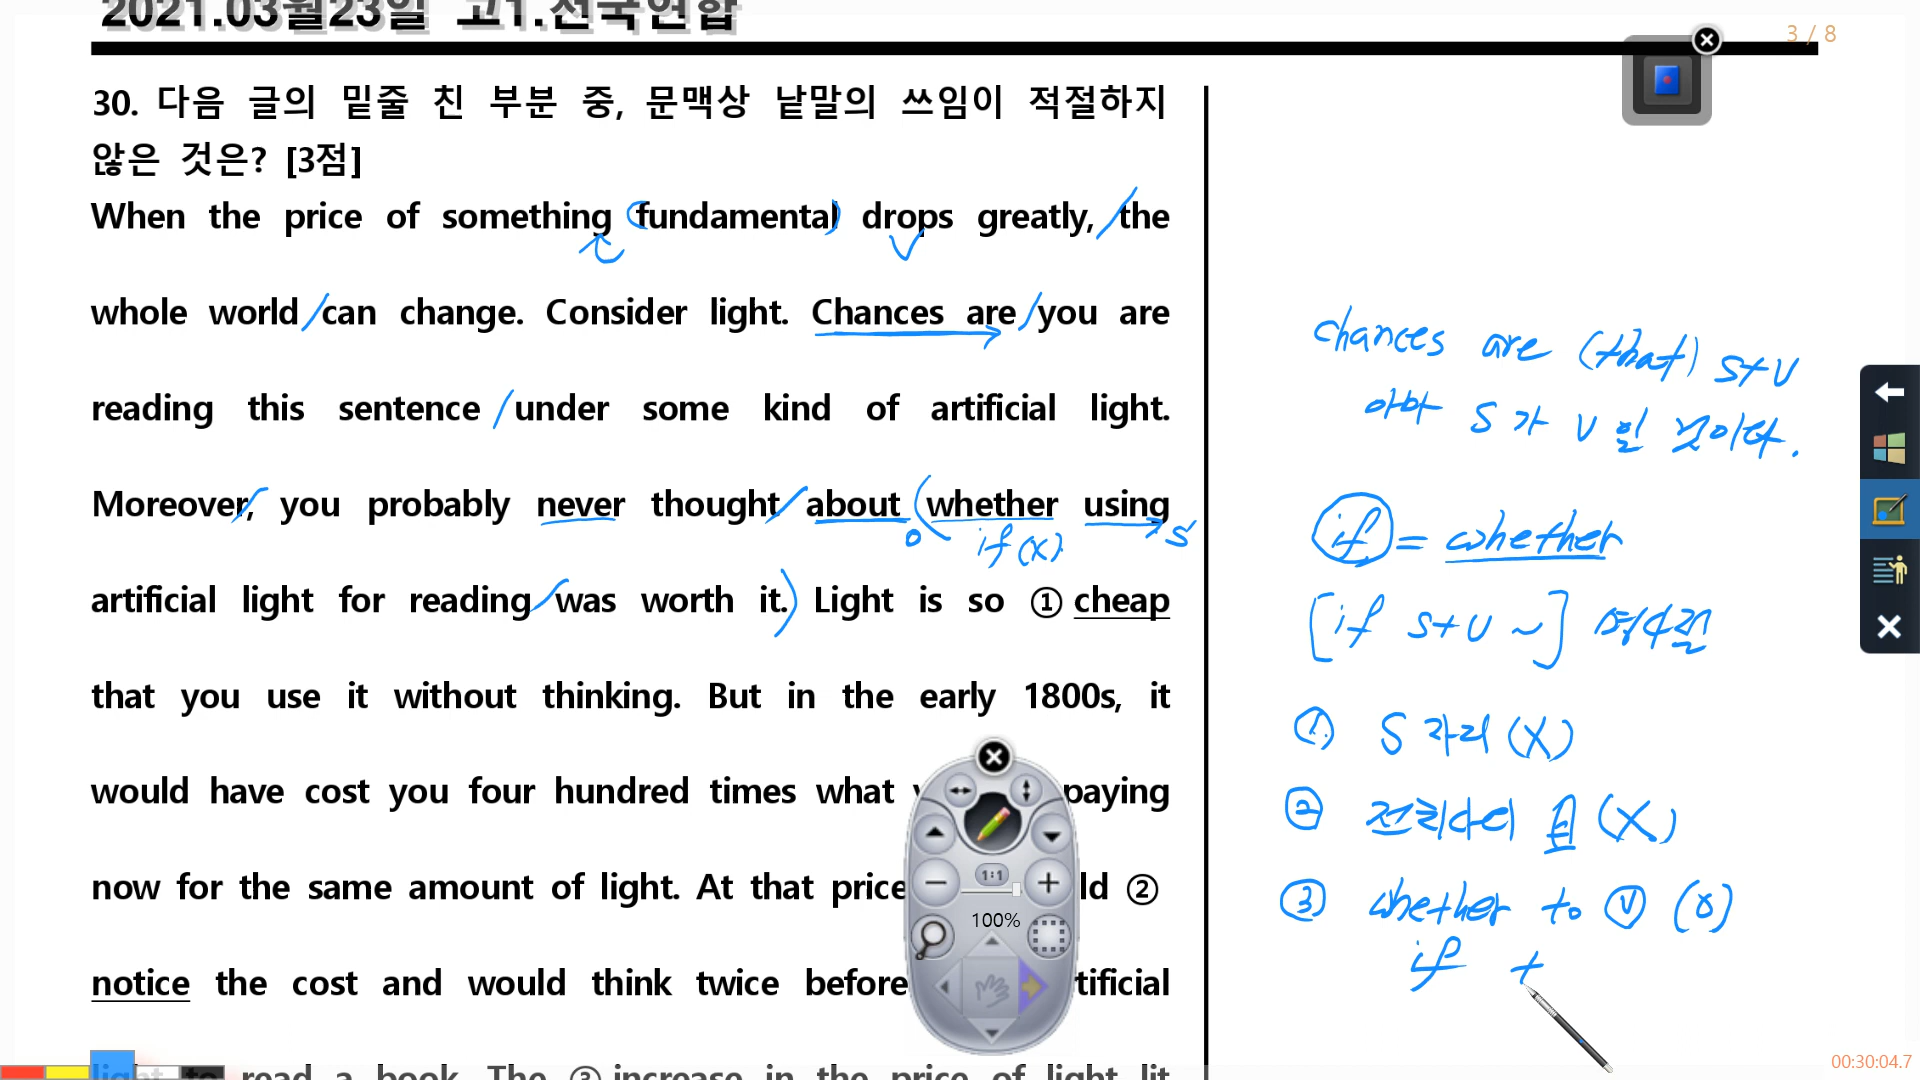 2021.03월23일 고1.전국연합
3 / 8
30. 다음 글의 밑줄 친 부분 중, 문맥상 낱말의 쓰임이 적절하지
않은 것은? [3점]
When the price of something (fundamental) drops greatly, / the
whole world / can change. Consider light. Chances are / you are
reading this sentence / under some kind of artificial light.
Moreover, / you probably never thought / about (whether using
o if (x) s
artificial light for reading / was worth it.) Light is so ① cheap
that you use it without thinking. But in the early 1800s, it
would have cost you four hundred times what paying
now for the same amount of light. At that price ld ②
notice the cost and would think twice before tificial
light to read a book. The ③ increase in the price of light lit
chances are (that) S+V
아마 S가 V일 것이다.
if = whether
[if S+V ~] 명사절
① S 자리 (X)
② 전치사의 目 (X)
③ whether to Ⓥ (o)
if t
1:1
100%
00:30:04.7